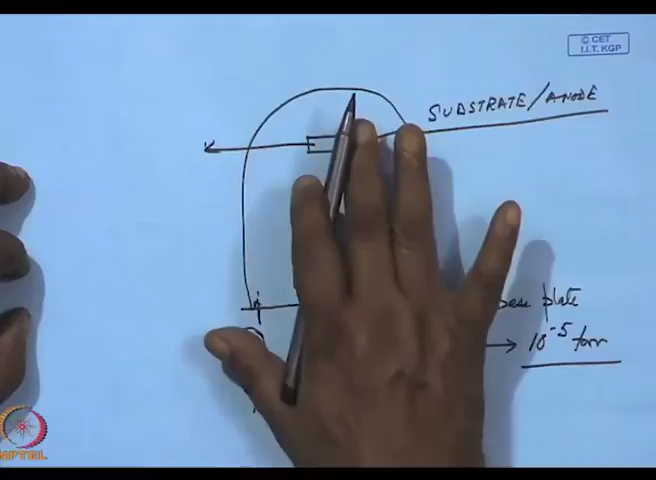 © CET
I.I.T. KGP
SUBSTRATE/ANODE
plate
10⁻⁵ torr
NPTEL